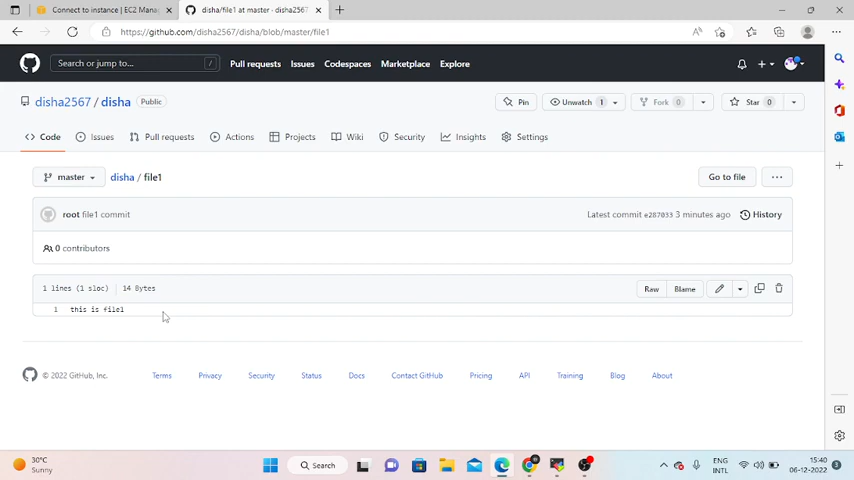 Connect to instance | EC2 Mana
disha/file1 at master · disha2567
https://github.com/disha2567/disha/blob/master/file1
Search or jump to...
/
Pull requests
Issues
Codespaces
Marketplace
Explore
disha2567 / disha
Public
Pin
Unwatch 1
Fork 0
Star 0
Code
Issues
Pull requests
Actions
Projects
Wiki
Security
Insights
Settings
master
disha / file1
Go to file
root file1 commit
Latest commit e287033 3 minutes ago
History
0 contributors
1 lines (1 sloc) | 14 Bytes
Raw
Blame
1 this is file1
© 2022 GitHub, Inc.
Terms
Privacy
Security
Status
Docs
Contact GitHub
Pricing
API
Training
Blog
About
30°C
Sunny
Search
ENG
INTL
15:40
06-12-2022
3